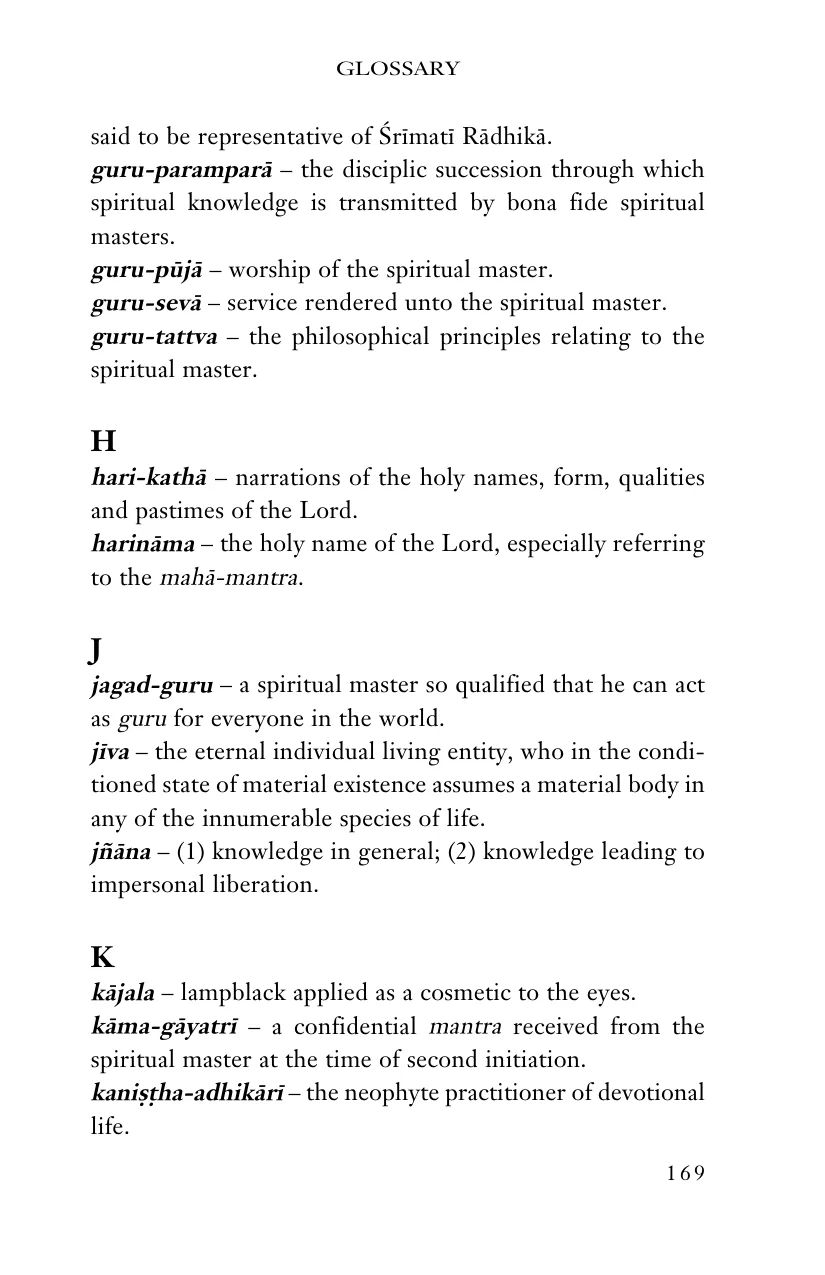 GLOSSARY
said to be representative of Śrīmatī Rādhikā.
guru-paramparā – the disciplic succession through which
spiritual knowledge is transmitted by bona fide spiritual
masters.
guru-pūjā – worship of the spiritual master.
guru-sevā – service rendered unto the spiritual master.
guru-tattva – the philosophical principles relating to the
spiritual master.
H
hari-kathā – narrations of the holy names, form, qualities
and pastimes of the Lord.
harināma – the holy name of the Lord, especially referring
to the mahā-mantra.
J
jagad-guru – a spiritual master so qualified that he can act
as guru for everyone in the world.
jīva – the eternal individual living entity, who in the condi-
tioned state of material existence assumes a material body in
any of the innumerable species of life.
jñāna – (1) knowledge in general; (2) knowledge leading to
impersonal liberation.
K
kājala – lampblack applied as a cosmetic to the eyes.
kāma-gāyatrī – a confidential mantra received from the
spiritual master at the time of second initiation.
kaniṣṭha-adhikārī – the neophyte practitioner of devotional
life.
169